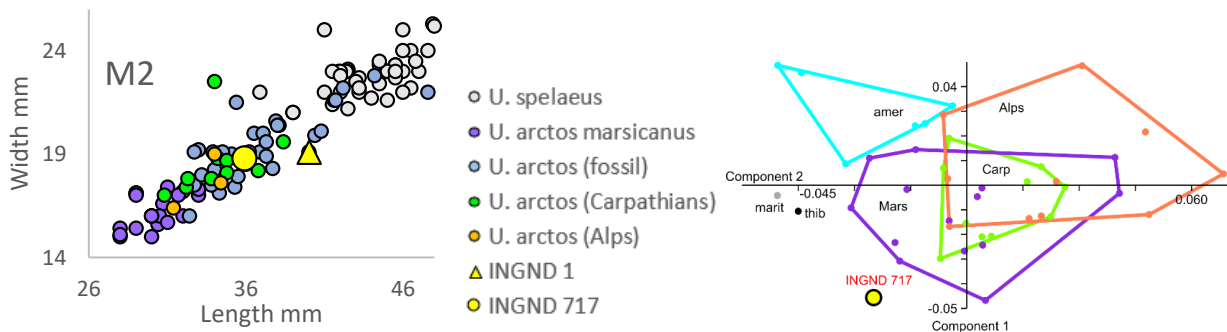 M2
Width mm
24
19
14
26
36
46
Length mm
U. spelaeus
U. arctos marsicanus
U. arctos (fossil)
U. arctos (Carpathians)
U. arctos (Alps)
INGND 1
INGND 717
0.04
Alps
amer
Carp
Component 2
-0.045
0.060
marit
thib
Mars
INGND 717
-0.05
Component 1